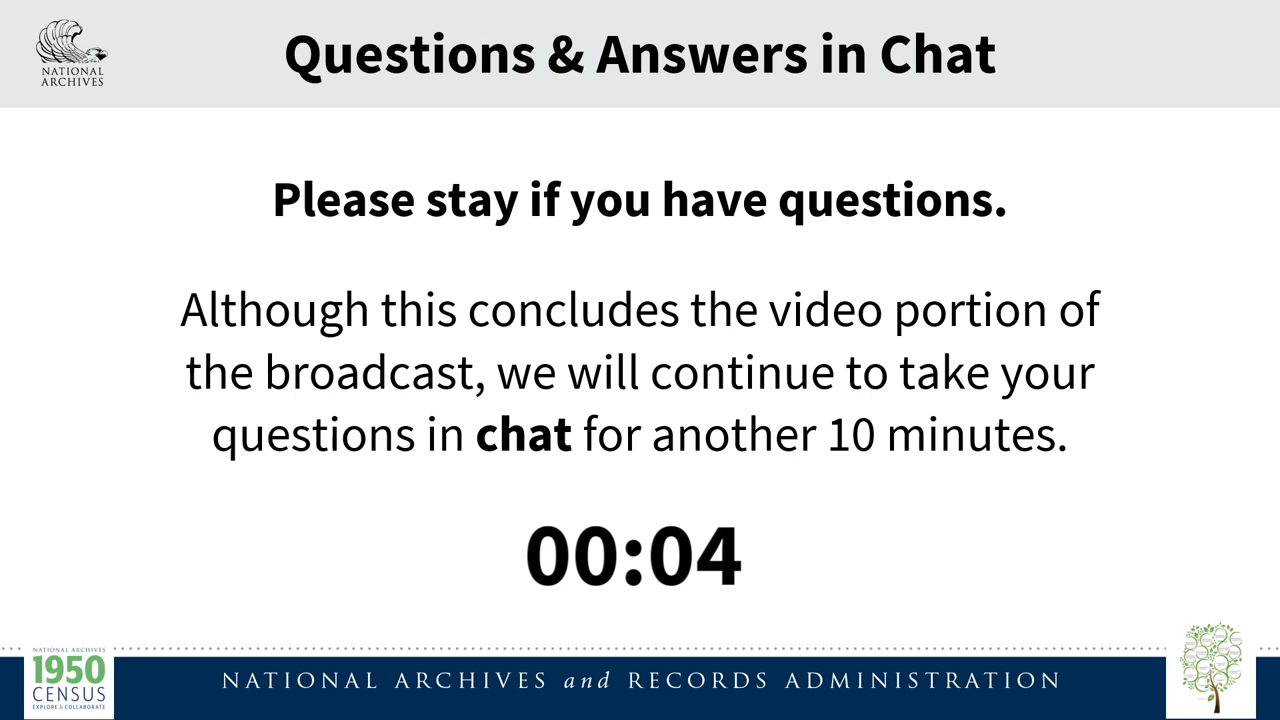 NATIONAL
ARCHIVES
Questions & Answers in Chat
Please stay if you have questions.
Although this concludes the video portion of
the broadcast, we will continue to take your
questions in chat for another 10 minutes.
00:04
NATIONAL ARCHIVES
1950
CENSUS
EXPLORE & COLLABORATE
NATIONAL ARCHIVES and RECORDS ADMINISTRATION